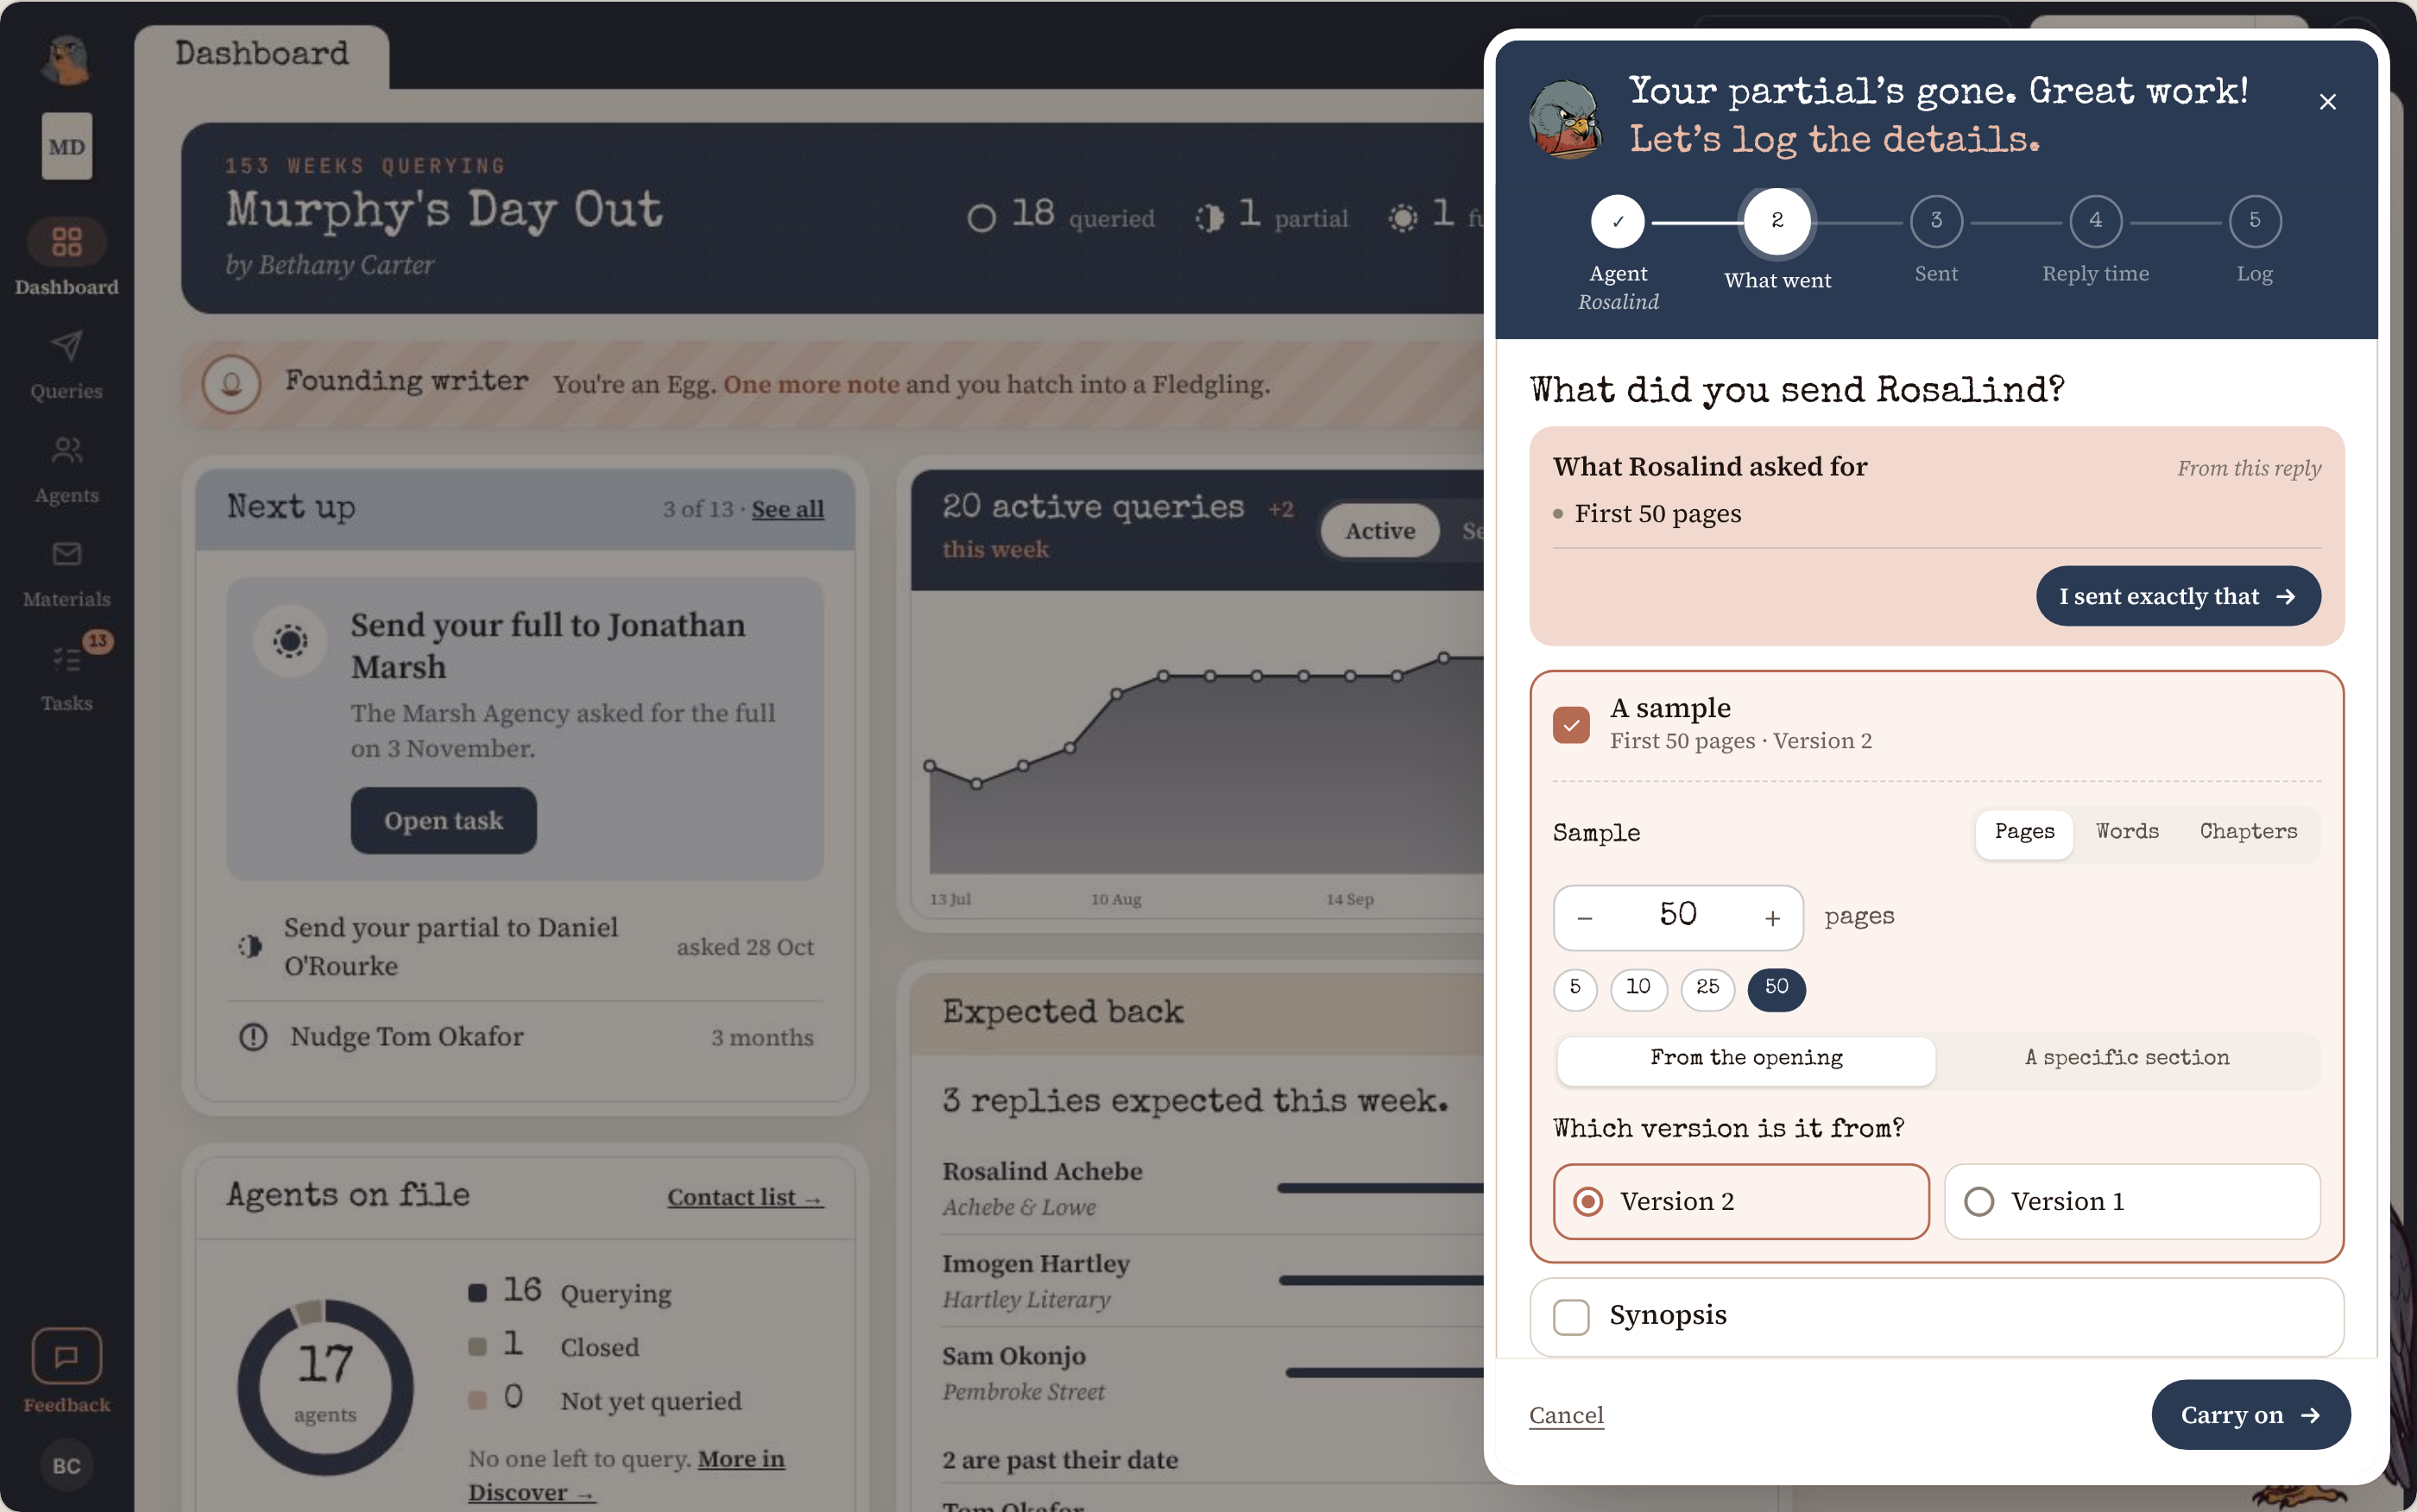 MD
Dashboard
Queries
Agents
Materials
13
Tasks
Feedback
BC
Dashboard
153 WEEKS QUERYING
Murphy's Day Out
by Bethany Carter
18 queried
1 partial
1
Founding writer
You're an Egg. One more note and you hatch into a Fledgling.
Next up
3 of 13 · See all
Send your full to Jonathan
Marsh
The Marsh Agency asked for the full
on 3 November.
Open task
Send your partial to Daniel
O'Rourke
asked 28 Oct
Nudge Tom Okafor
3 months
Agents on file
Contact list →
17
agents
16 Querying
1 Closed
0 Not yet queried
No one left to query. More in
Discover →
20 active queries +2
this week
Active
13 Jul
10 Aug
14 Sep
Expected back
3 replies expected this week.
Rosalind Achebe
Achebe & Lowe
Imogen Hartley
Hartley Literary
Sam Okonjo
Pembroke Street
2 are past their date
Tom Okafor
Your partial’s gone. Great work!
Let’s log the details.
✓
2
3
4
5
Agent
Rosalind
What went
Sent
Reply time
Log
What did you send Rosalind?
What Rosalind asked for
From this reply
• First 50 pages
I sent exactly that →
A sample
First 50 pages · Version 2
Sample
Pages
Words
Chapters
− 50 + pages
5
10
25
50
From the opening
A specific section
Which version is it from?
Version 2
Version 1
Synopsis
Cancel
Carry on →